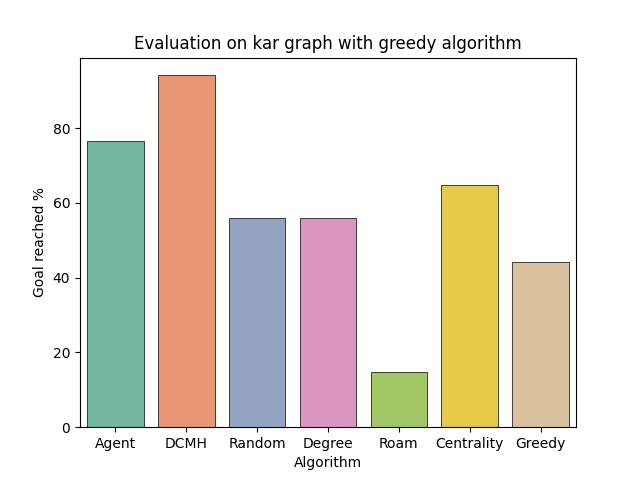 Evaluation on kar graph with greedy algorithm
Goal reached %
80
60
40
20
0
Agent DCMH Random Degree Roam Centrality Greedy
Algorithm